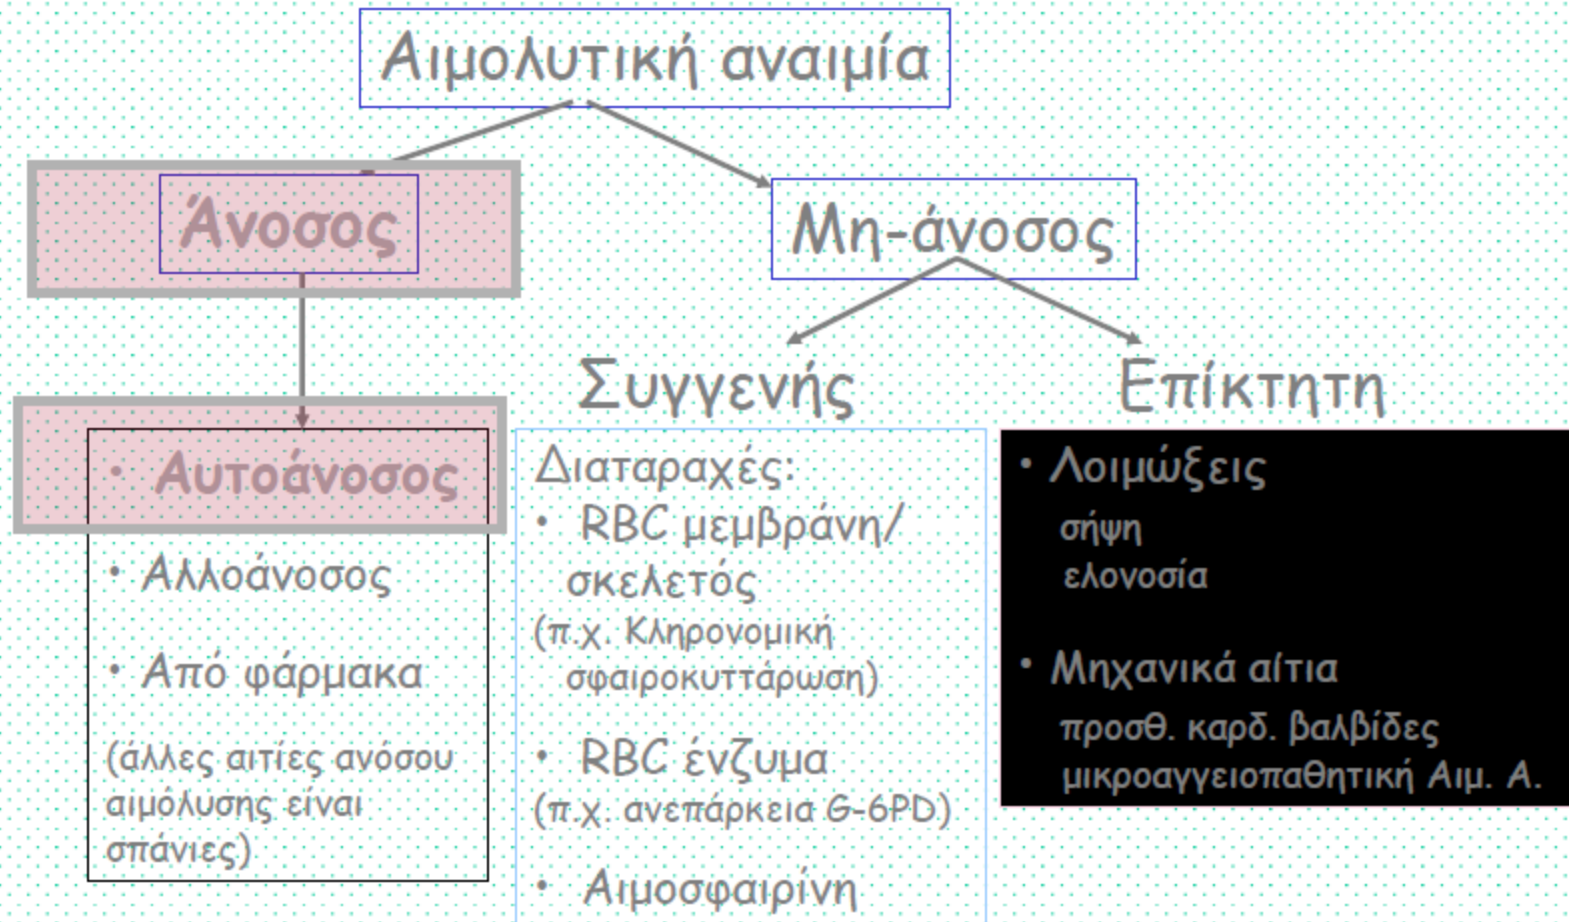 Αιμολυτική αναιμία
Άνοσος
Μη-άνοσος
Συγγενής
Επίκτητη
• Αυτοάνοσος
• Αλλοάνοσος
• Από φάρμακα
(άλλες αιτίες ανόσου
αιμόλυσης είναι
σπάνιες)
Διαταραχές:
• RBC μεμβράνη/
σκελετός
(π.χ. Κληρονομική
σφαιροκυττάρωση)
• RBC ένζυμα
(π.χ. ανεπάρκεια G-6PD)
• Αιμοσφαιρίνη
• Λοιμώξεις
σήψη
ελονοσία
• Μηχανικά αίτια
προσθ. καρδ. βαλβίδες
μικροαγγειοπαθητική Αιμ. Α.